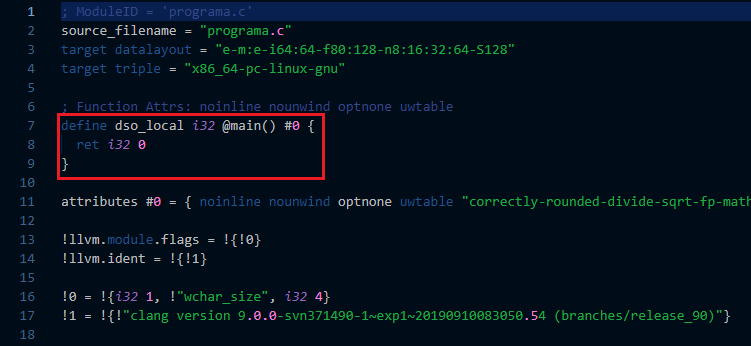 1 ; ModuleID = 'programa.c'
2 source_filename = "programa.c"
3 target datalayout = "e-m:e-i64:64-f80:128-n8:16:32:64-S128"
4 target triple = "x86_64-pc-linux-gnu"
5
6 ; Function Attrs: noinline nounwind optnone uwtable
7 define dso_local i32 @main() #0 {
8 ret i32 0
9 }
10
11 attributes #0 = { noinline nounwind optnone uwtable "correctly-rounded-divide-sqrt-fp-math
12
13 !llvm.module.flags = !{!0}
14 !llvm.ident = !{!1}
15
16 !0 = !{i32 1, !"wchar_size", i32 4}
17 !1 = !{!"clang version 9.0.0-svn371490-1~exp1~20190910083050.54 (branches/release_90)"}
18